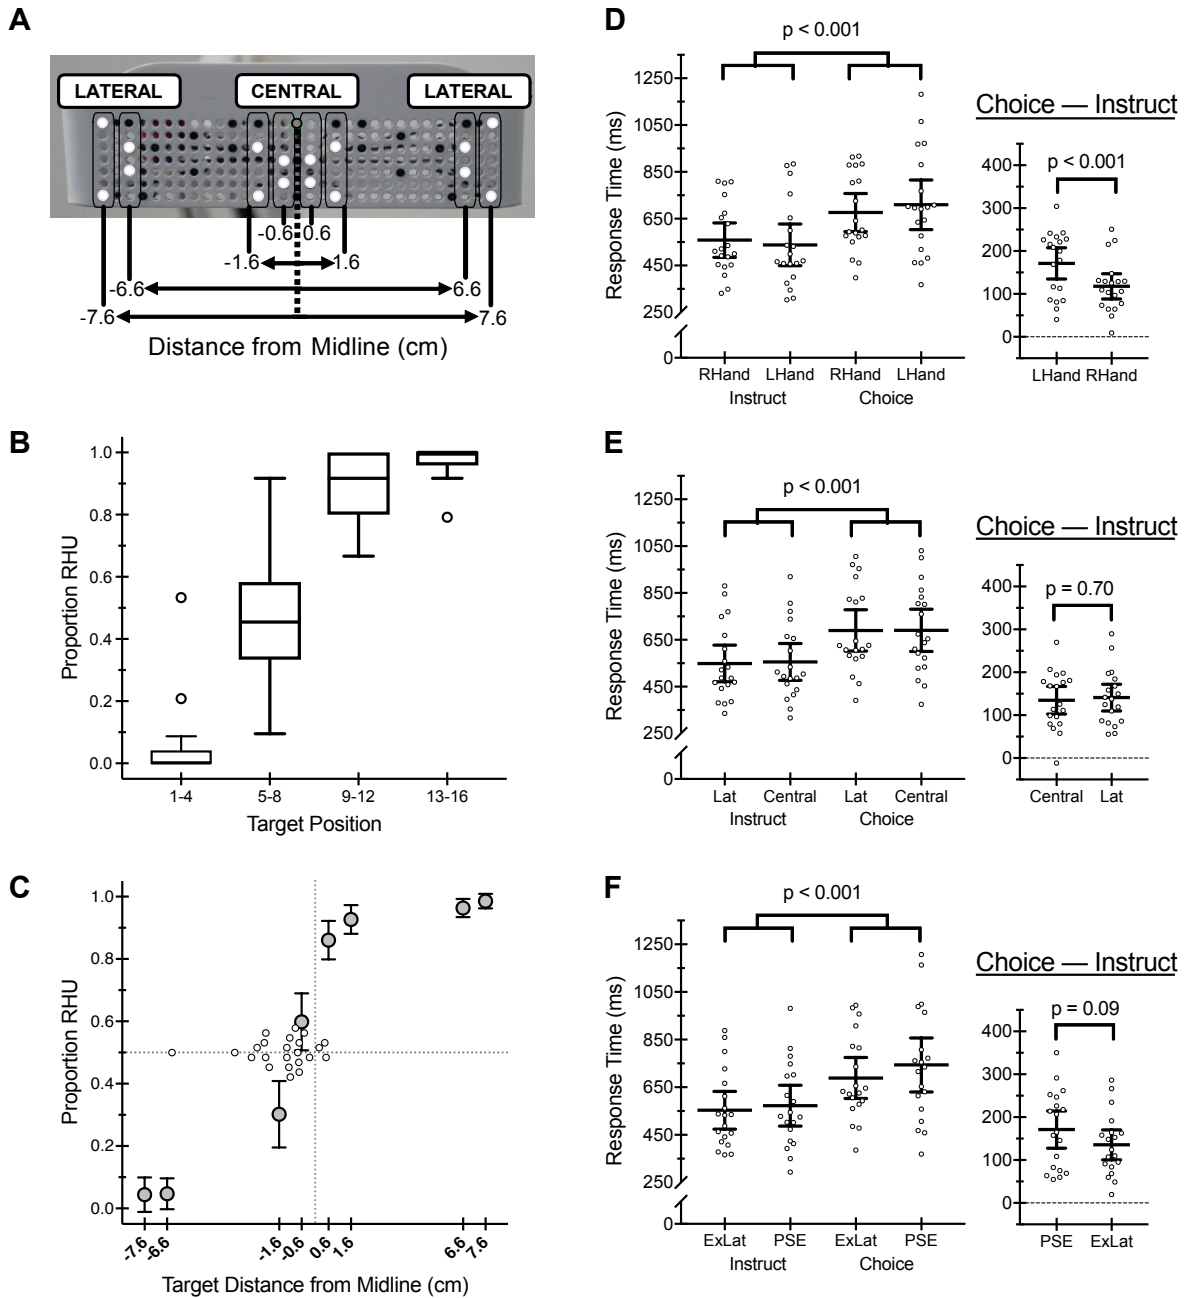 A
LATERAL
CENTRAL
LATERAL
-0.6 0.6
-1.6 1.6
-6.6 6.6
-7.6 7.6
Distance from Midline (cm)
B
Proportion RHU
1.0
0.8
0.6
0.4
0.2
0.0
1-4 5-8 9-12 13-16
Target Position
C
Proportion RHU
1.0
0.8
0.6
0.4
0.2
0.0
-7.6 -6.6 -1.6 -0.6 0.6 1.6 6.6 7.6
Target Distance from Midline (cm)
D
p < 0.001
Response Time (ms)
1250
1050
850
650
450
250
0
RHand LHand RHand LHand
Instruct Choice
Choice — Instruct
p < 0.001
400
300
200
100
0
LHand RHand
E
p < 0.001
Response Time (ms)
1250
1050
850
650
450
250
0
Lat Central Lat Central
Instruct Choice
Choice — Instruct
p = 0.70
400
300
200
100
0
Central Lat
F
p < 0.001
Response Time (ms)
1250
1050
850
650
450
250
0
ExLat PSE ExLat PSE
Instruct Choice
Choice — Instruct
p = 0.09
400
300
200
100
0
PSE ExLat